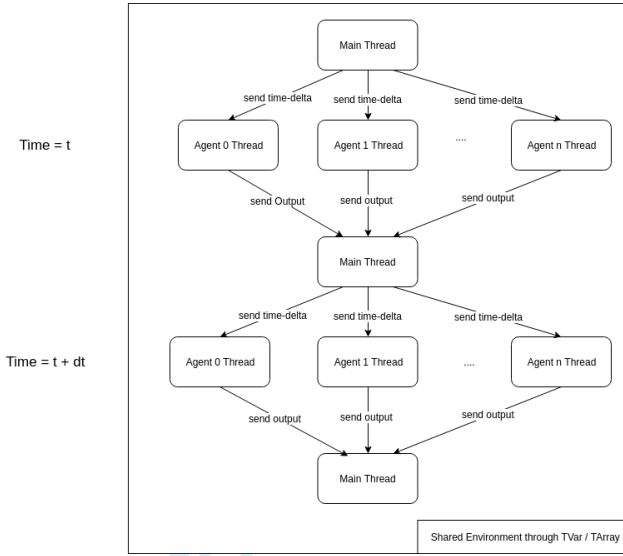 Main Thread
send time-delta
send time-delta
send time-delta
Time = t
Agent 0 Thread
Agent 1 Thread
....
Agent n Thread
send Output
send output
send output
Main Thread
send time-delta
send time-delta
send time-delta
Time = t + dt
Agent 0 Thread
Agent 1 Thread
....
Agent n Thread
send output
send output
send output
Main Thread
Shared Environment through TVar / TArray